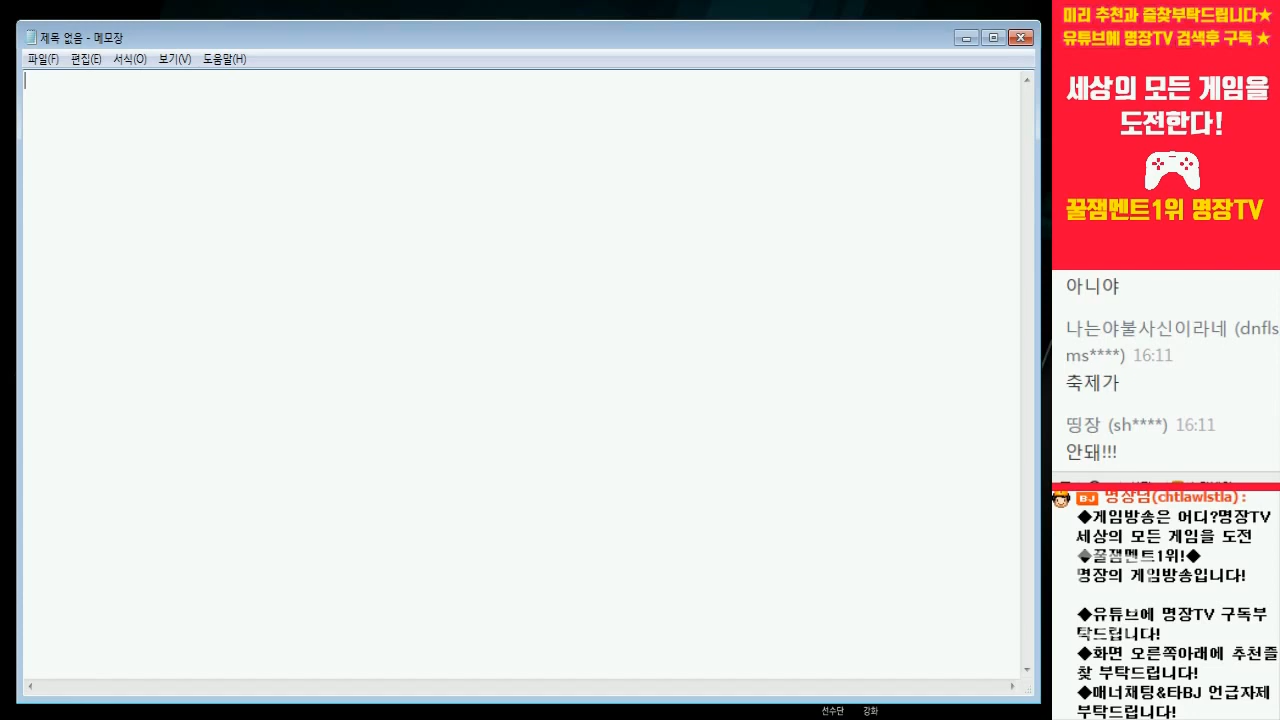 제목 없음 - 메모장
파일(F) 편집(E) 서식(O) 보기(V) 도움말(H)
선수단 강화
미리 추천과 즐찾부탁드립니다★
유튜브에 명장TV 검색후 구독 ★
세상의 모든 게임을
도전한다!
꿀잼멘트1위 명장TV
아니야
나는야불사신이라네 (dnfls
ms****) 16:11
축제가
띵장 (sh****) 16:11
안돼!!!
BJ 명장님(chtlawlstla) :
◆게임방송은 어디?명장TV
세상의 모든 게임을 도전
◆꿀잼멘트1위!◆
명장의 게임방송입니다!
◆유튜브에 명장TV 구독부
탁드립니다!
◆화면 오른쪽아래에 추천즐
찾 부탁드립니다!
◆매너채팅&타BJ 언급자제
부탁드립니다!